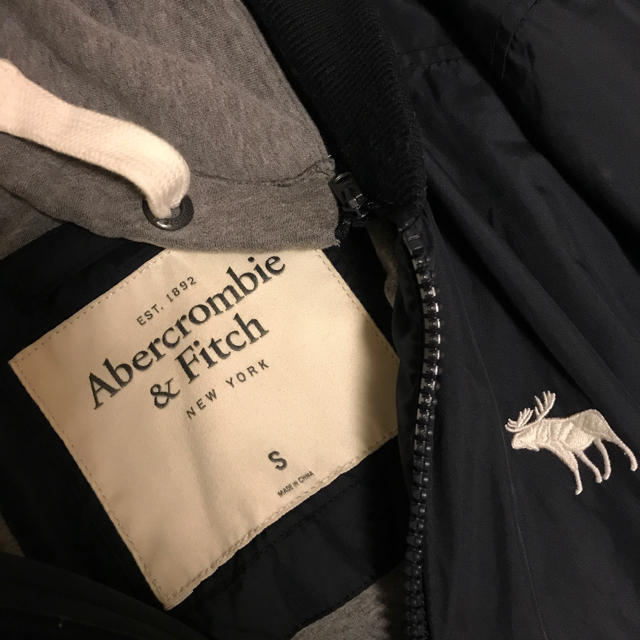 EST. 1892
Abercrombie
& Fitch
NEW YORK
S
MADE IN CHINA